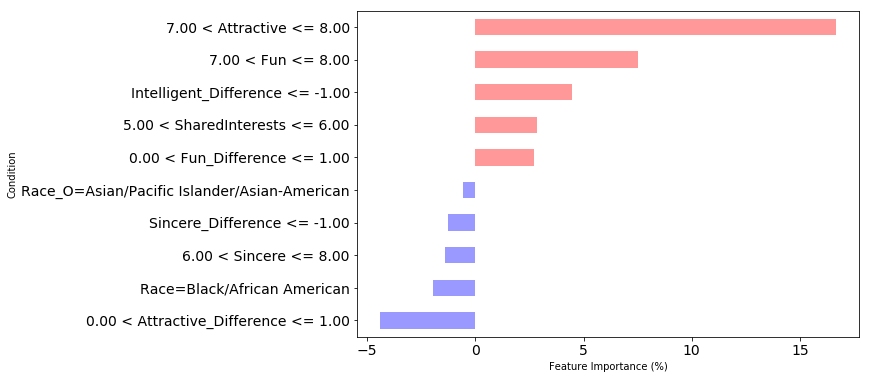 7.00 < Attractive <= 8.00
7.00 < Fun <= 8.00
Intelligent_Difference <= -1.00
5.00 < SharedInterests <= 6.00
0.00 < Fun_Difference <= 1.00
Race_O=Asian/Pacific Islander/Asian-American
Sincere_Difference <= -1.00
6.00 < Sincere <= 8.00
Race=Black/African American
0.00 < Attractive_Difference <= 1.00
Condition
−5 0 5 10 15
Feature Importance (%)